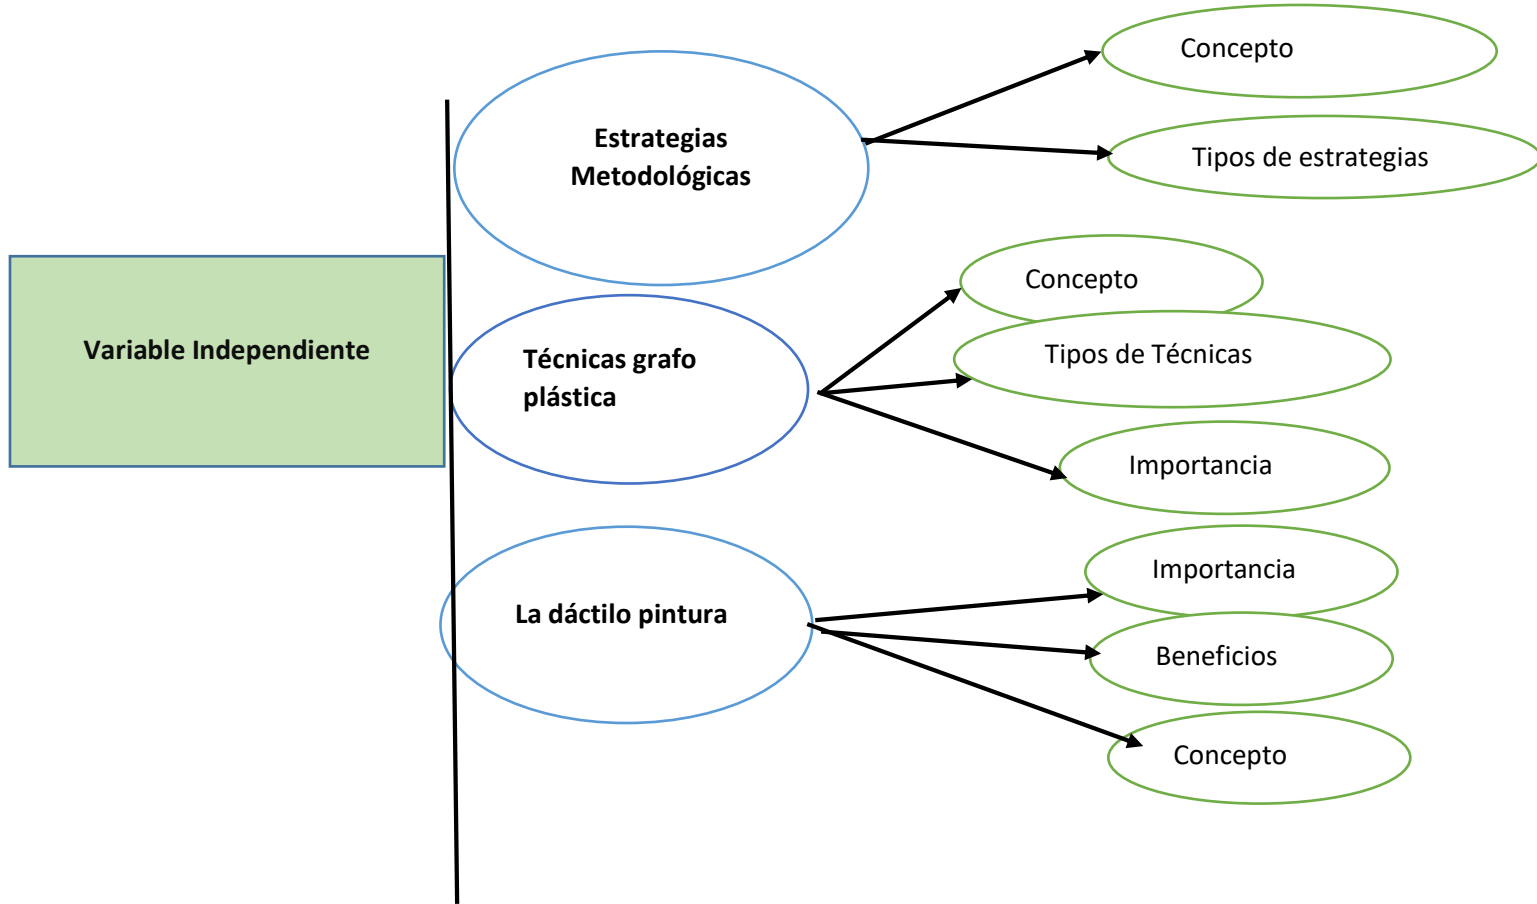 Variable Independiente
Estrategias
Metodológicas
Concepto
Tipos de estrategias
Técnicas grafo
plástica
Concepto
Tipos de Técnicas
Importancia
La dáctilo pintura
Importancia
Beneficios
Concepto